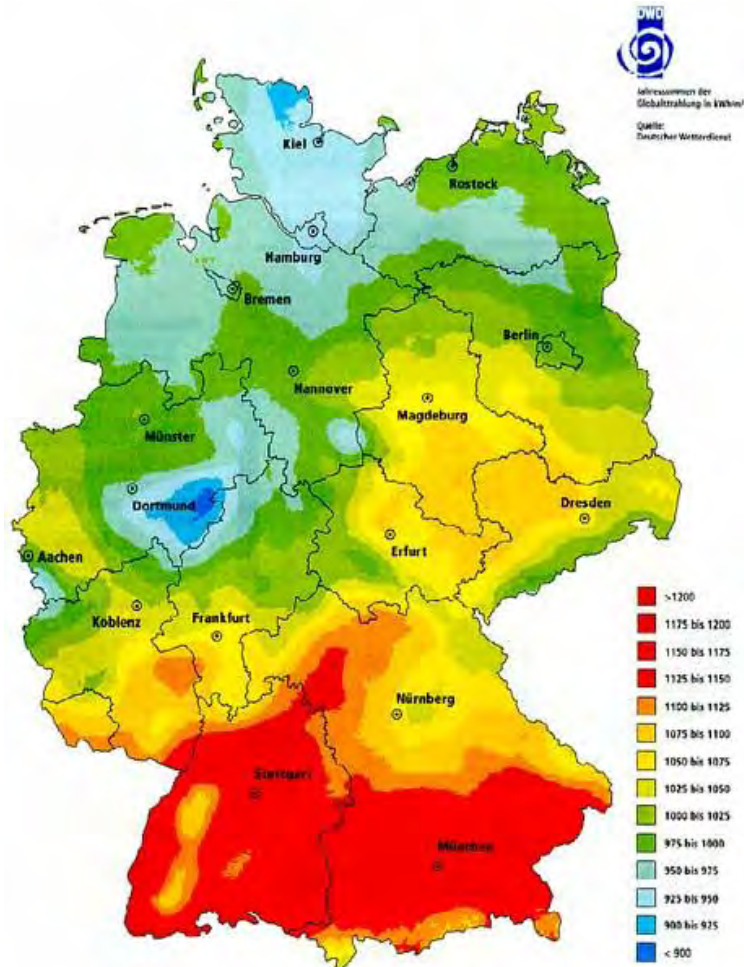 DWD
Jahressummen der
Globalstrahlung in kWh/m²
Quelle:
Deutscher Wetterdienst
Kiel
Rostock
Hamburg
Bremen
Berlin
Hannover
Magdeburg
Münster
Dortmund
Dresden
Erfurt
Aachen
Koblenz
Frankfurt
Nürnberg
Stuttgart
München
>1200
1175 bis 1200
1150 bis 1175
1125 bis 1150
1100 bis 1125
1075 bis 1100
1050 bis 1075
1025 bis 1050
1000 bis 1025
975 bis 1000
950 bis 975
925 bis 950
900 bis 925
< 900